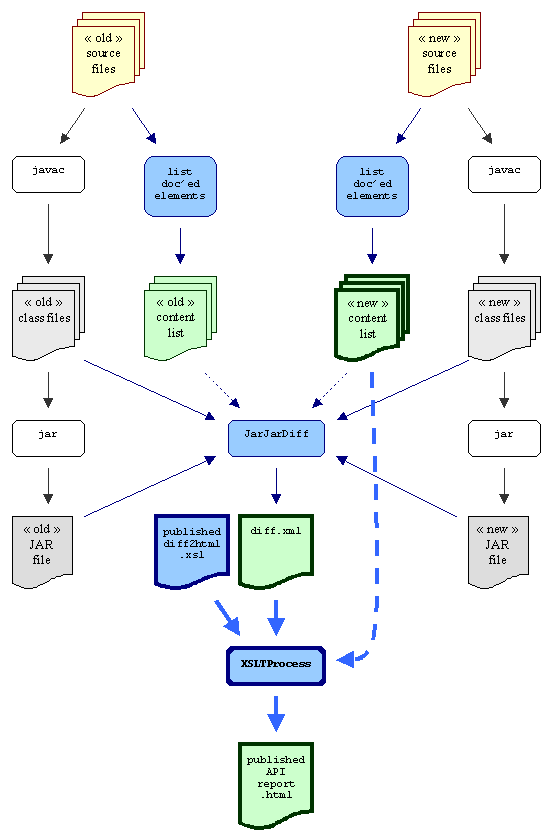 « old »
source
files
« new »
source
files
javac
list
doc´ed
elements
list
doc´ed
elements
javac
« old »
class files
« old »
content
list
« new »
content
list
« new »
class files
jar
JarJarDiff
jar
« old »
JAR
file
published
diff2html
.xsl
diff.xml
« new »
JAR
file
XSLTProcess
published
API
report
.html